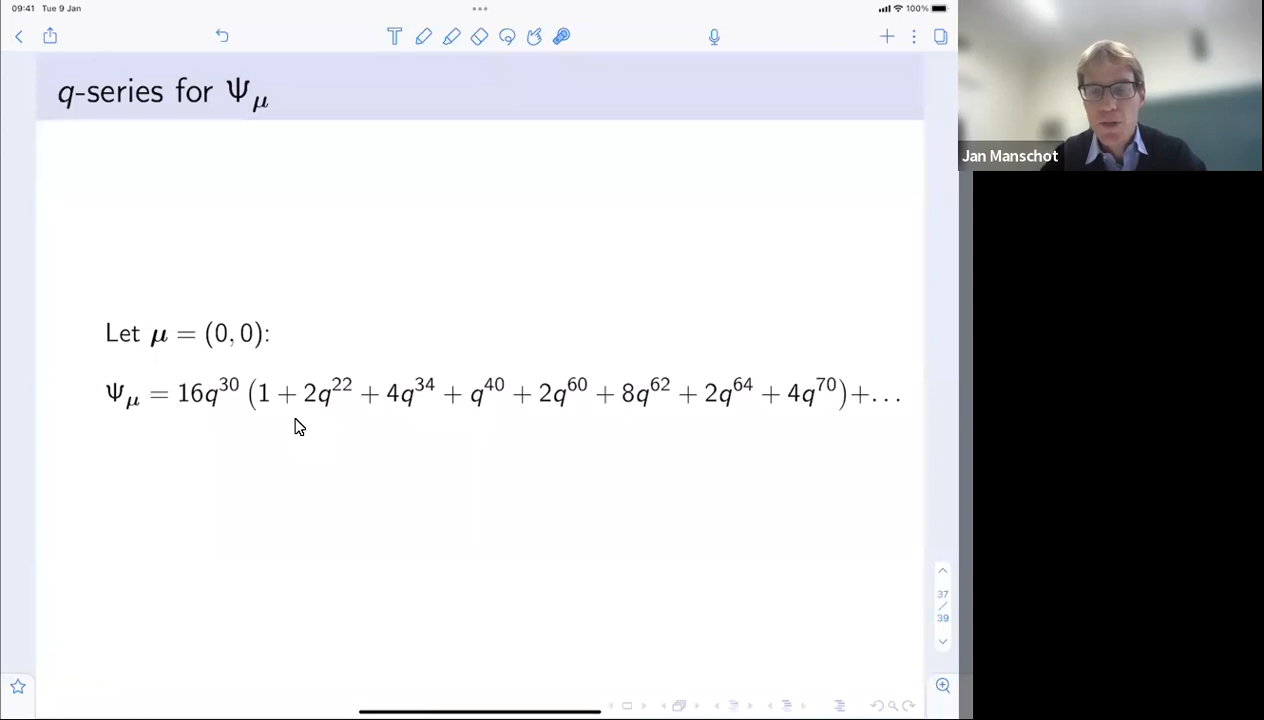 09:41 Tue 9 Jan
100%
q-series for Ψ_μ
Jan Manschot
Let μ = (0, 0):
Ψ_μ = 16q^30 (1 + 2q^22 + 4q^34 + q^40 + 2q^60 + 8q^62 + 2q^64 + 4q^70) + ...
37
/
39